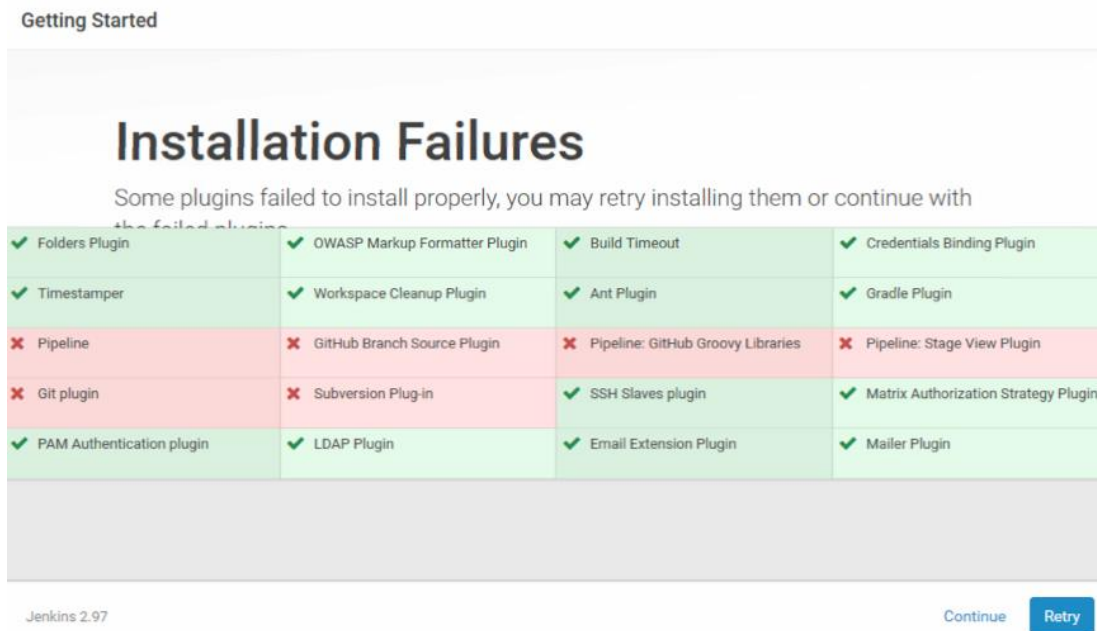 Getting Started
Installation Failures
Some plugins failed to install properly, you may retry installing them or continue with
the failed plugins
Folders Plugin
OWASP Markup Formatter Plugin
Build Timeout
Credentials Binding Plugin
Timestamper
Workspace Cleanup Plugin
Ant Plugin
Gradle Plugin
Pipeline
GitHub Branch Source Plugin
Pipeline: GitHub Groovy Libraries
Pipeline: Stage View Plugin
Git plugin
Subversion Plug-in
SSH Slaves plugin
Matrix Authorization Strategy Plugin
PAM Authentication plugin
LDAP Plugin
Email Extension Plugin
Mailer Plugin
Jenkins 2.97
Continue
Retry